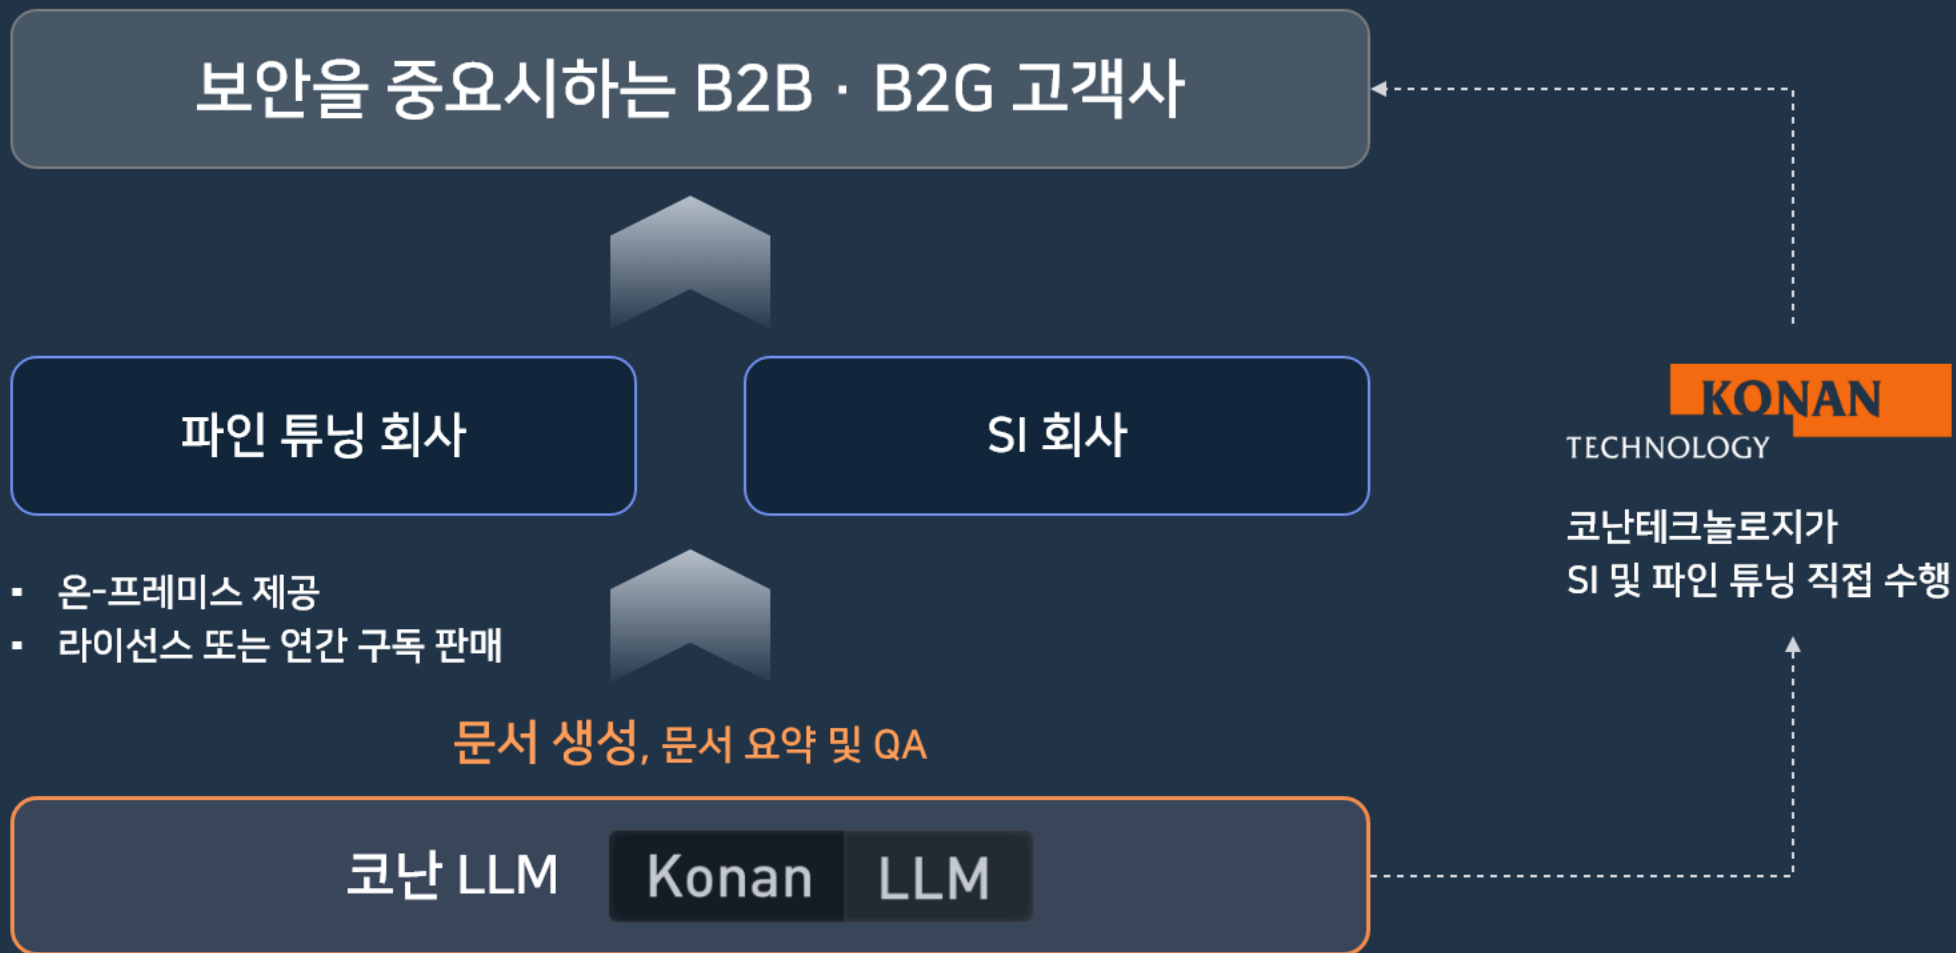 보안을 중요시하는 B2B · B2G 고객사
파인 튜닝 회사
SI 회사
KONAN
TECHNOLOGY
코난테크놀로지가
SI 및 파인 튜닝 직접 수행
▪ 온-프레미스 제공
▪ 라이선스 또는 연간 구독 판매
문서 생성, 문서 요약 및 QA
코난 LLM Konan LLM